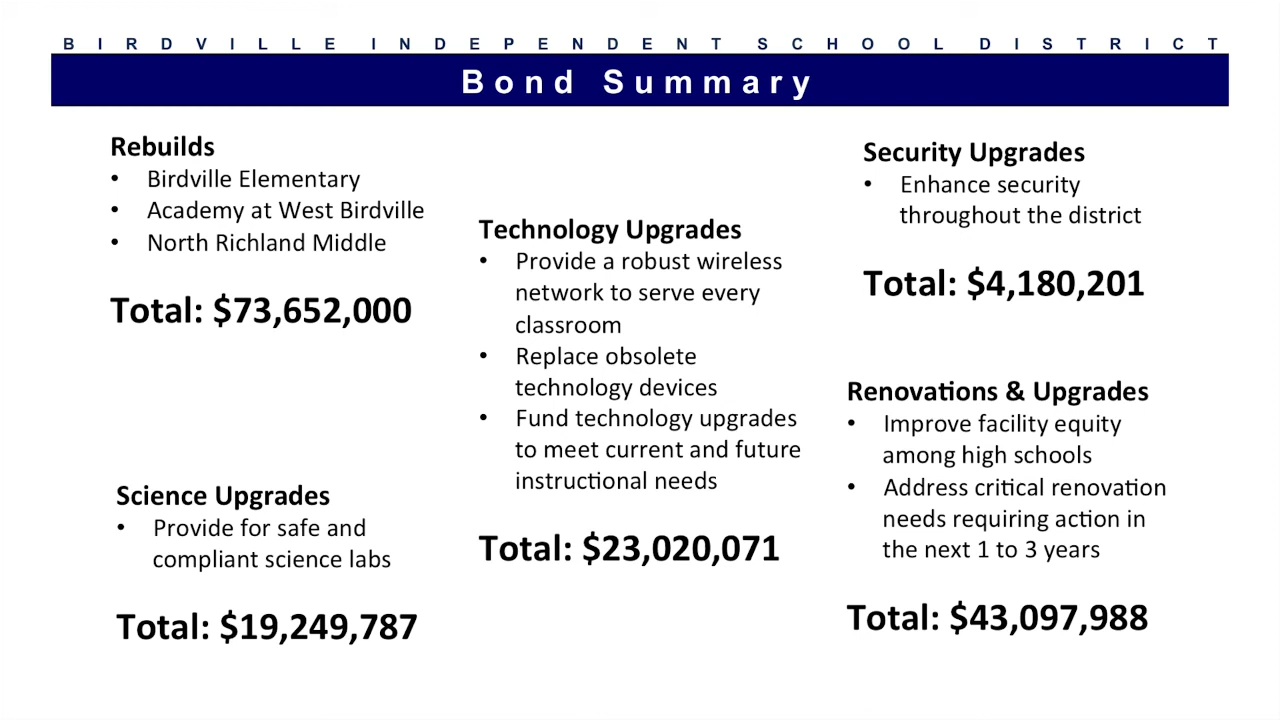 BIRDVILLE INDEPENDENT SCHOOL DISTRICT
Bond Summary
Rebuilds
• Birdville Elementary
• Academy at West Birdville
• North Richland Middle
Total: $73,652,000
Science Upgrades
• Provide for safe and
compliant science labs
Total: $19,249,787
Technology Upgrades
• Provide a robust wireless
network to serve every
classroom
• Replace obsolete
technology devices
• Fund technology upgrades
to meet current and future
instructional needs
Total: $23,020,071
Security Upgrades
• Enhance security
throughout the district
Total: $4,180,201
Renovations & Upgrades
• Improve facility equity
among high schools
• Address critical renovation
needs requiring action in
the next 1 to 3 years
Total: $43,097,988